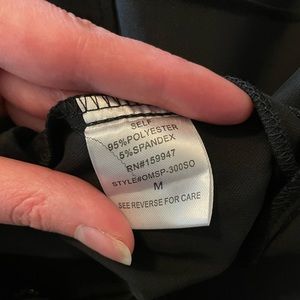 SELF
95%POLYESTER
5%SPANDEX
RN#159947
STYLE#OMSP-300SO
M
SEE REVERSE FOR CARE